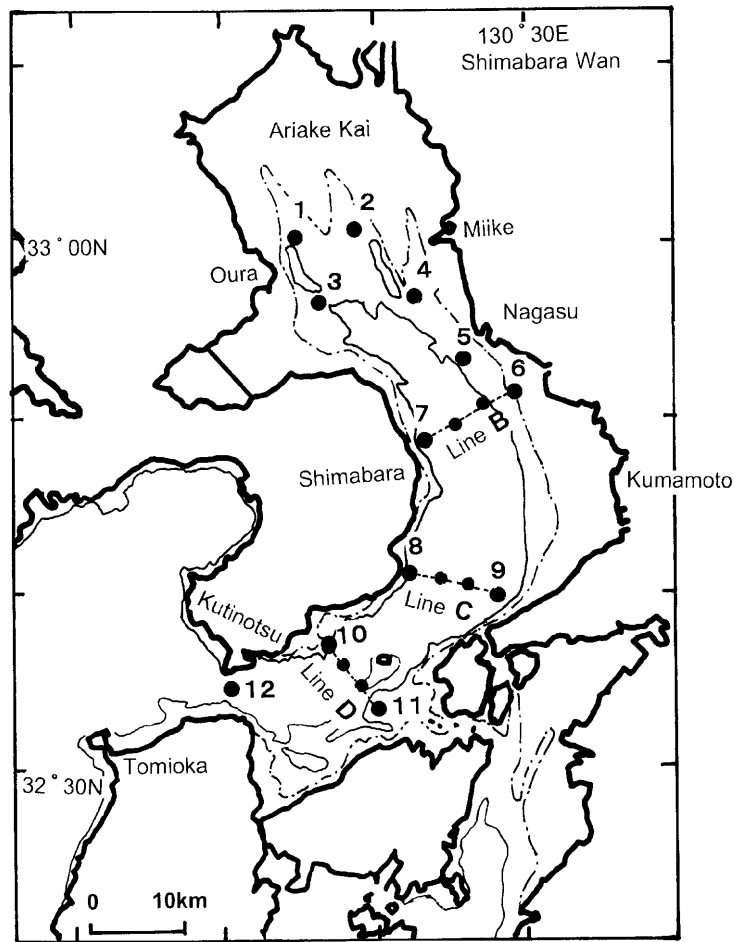 130°30E
Shimabara Wan
Ariake Kai
1
2
Miike
33°00N
Oura
3
4
Nagasu
5
6
7
Line B
Shimabara
Kumamoto
8
9
Line C
Kutinotsu
10
Line D
12
11
Tomioka
32°30N
0 10km